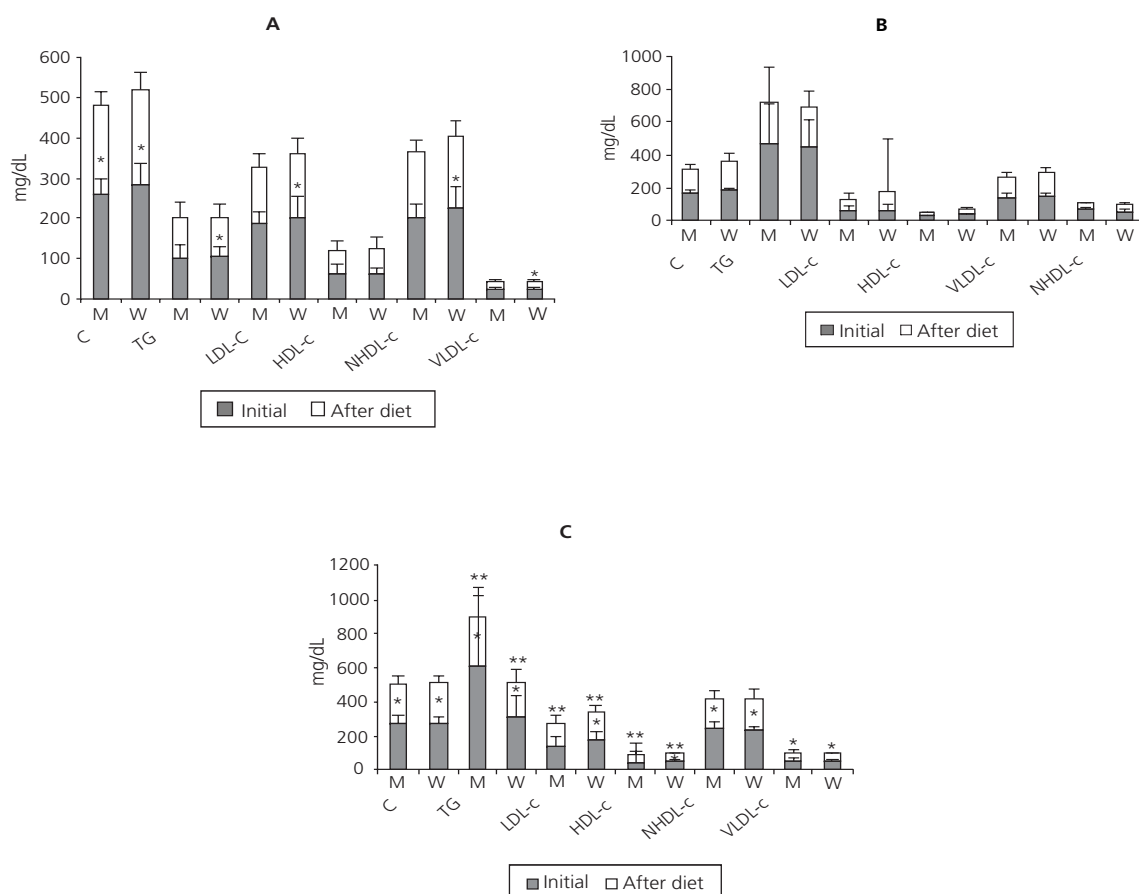 A
600
500
400
300
200
100
0
mg/dL
* * * * * *
M W M W M W M W M W M W
C TG LDL-C HDL-c NHDL-c VLDL-c
Initial After diet
B
1000
800
600
400
200
0
mg/dL
M W M W M W M W M W M W
C TG LDL-c HDL-c VLDL-c NHDL-c
Initial After diet
C
1200
1000
800
600
400
200
0
mg/dL
** ** ** ** ** **
* * * * * * * * * *
M W M W M W M W M W M W
C TG LDL-c HDL-c NHDL-c VLDL-c
Initial After diet